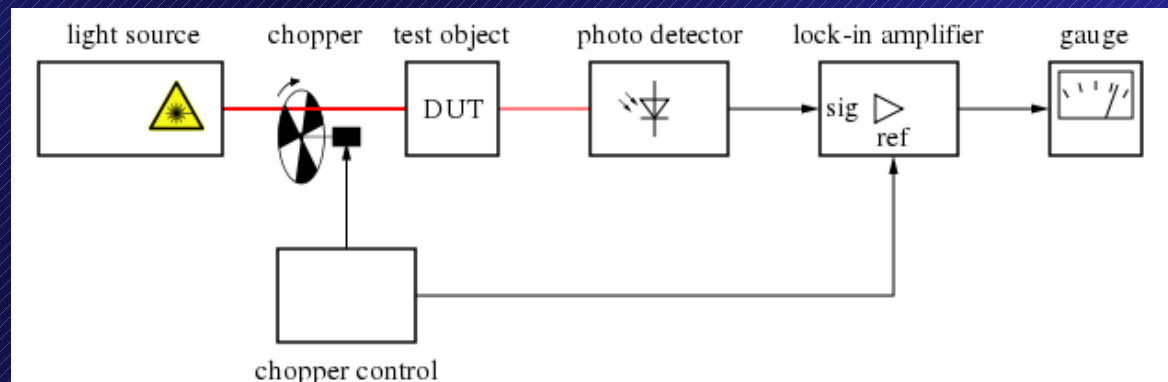 light source
chopper
test object
photo detector
lock-in amplifier
gauge
DUT
sig
ref
chopper control